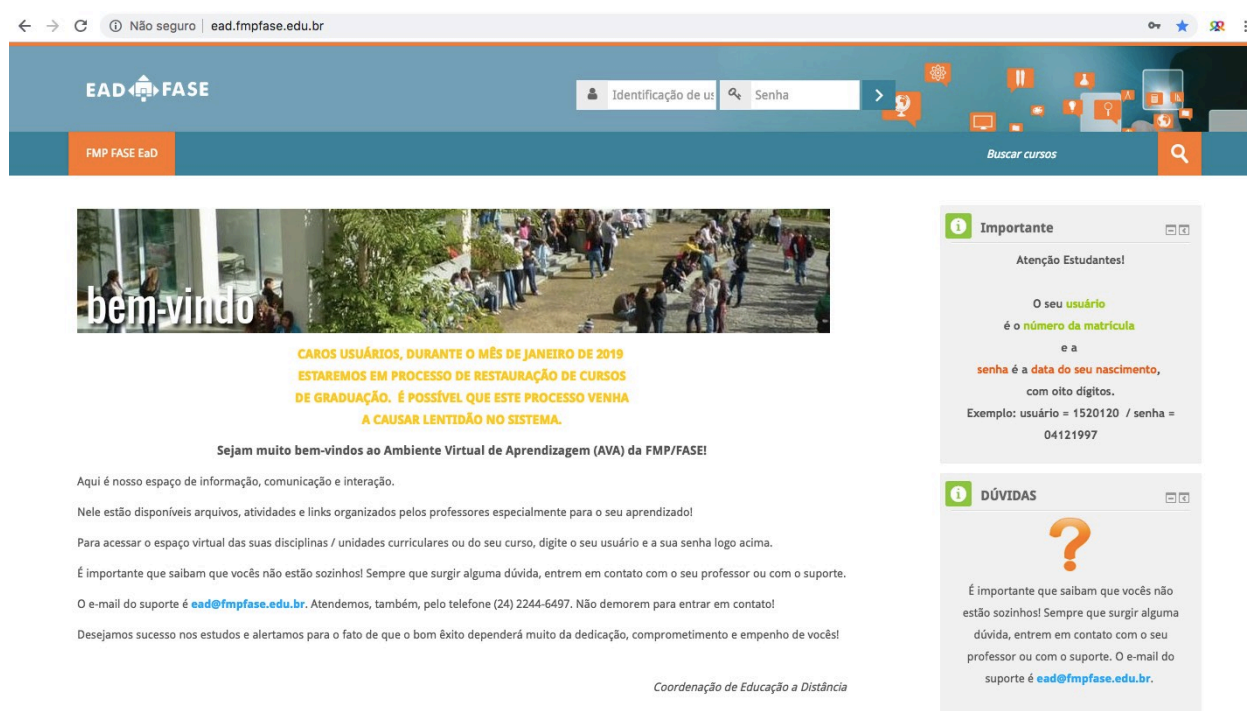 Não seguro | ead.fmpfase.edu.br
EAD FASE
Identificação de us
Senha
FMP FASE EaD
Buscar cursos
bem-vindo
CAROS USUÁRIOS, DURANTE O MÊS DE JANEIRO DE 2019
ESTAREMOS EM PROCESSO DE RESTAURAÇÃO DE CURSOS
DE GRADUAÇÃO. É POSSÍVEL QUE ESTE PROCESSO VENHA
A CAUSAR LENTIDÃO NO SISTEMA.
Sejam muito bem-vindos ao Ambiente Virtual de Aprendizagem (AVA) da FMP/FASE!
Aqui é nosso espaço de informação, comunicação e interação.
Nele estão disponíveis arquivos, atividades e links organizados pelos professores especialmente para o seu aprendizado!
Para acessar o espaço virtual das suas disciplinas / unidades curriculares ou do seu curso, digite o seu usuário e a sua senha logo acima.
É importante que saibam que vocês não estão sozinhos! Sempre que surgir alguma dúvida, entrem em contato com o seu professor ou com o suporte.
O e-mail do suporte é ead@fmpfase.edu.br. Atendemos, também, pelo telefone (24) 2244-6497. Não demorem para entrar em contato!
Desejamos sucesso nos estudos e alertamos para o fato de que o bom êxito dependerá muito da dedicação, comprometimento e empenho de vocês!
Coordenação de Educação a Distância
Importante
Atenção Estudantes!
O seu usuário
é o número da matrícula
e a
senha é a data do seu nascimento,
com oito dígitos.
Exemplo: usuário = 1520120 / senha =
04121997
DÚVIDAS
É importante que saibam que vocês não
estão sozinhos! Sempre que surgir alguma
dúvida, entrem em contato com o seu
professor ou com o suporte. O e-mail do
suporte é ead@fmpfase.edu.br.